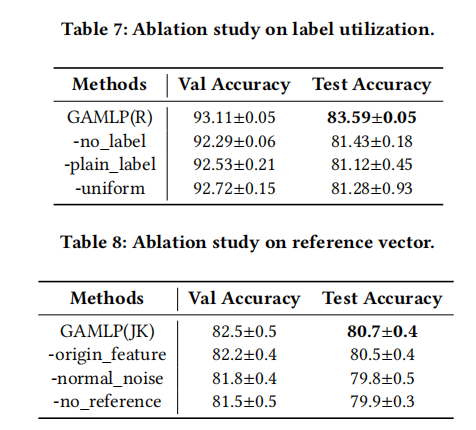 Table 7: Ablation study on label utilization.
Methods Val Accuracy Test Accuracy
GAMLP(R) 93.11±0.05 83.59±0.05
-no_label 92.29±0.06 81.43±0.18
-plain_label 92.53±0.21 81.12±0.45
-uniform 92.72±0.15 81.28±0.93
Table 8: Ablation study on reference vector.
Methods Val Accuracy Test Accuracy
GAMLP(JK) 82.5±0.5 80.7±0.4
-origin_feature 82.2±0.4 80.5±0.4
-normal_noise 81.8±0.4 79.8±0.5
-no_reference 81.5±0.5 79.9±0.3